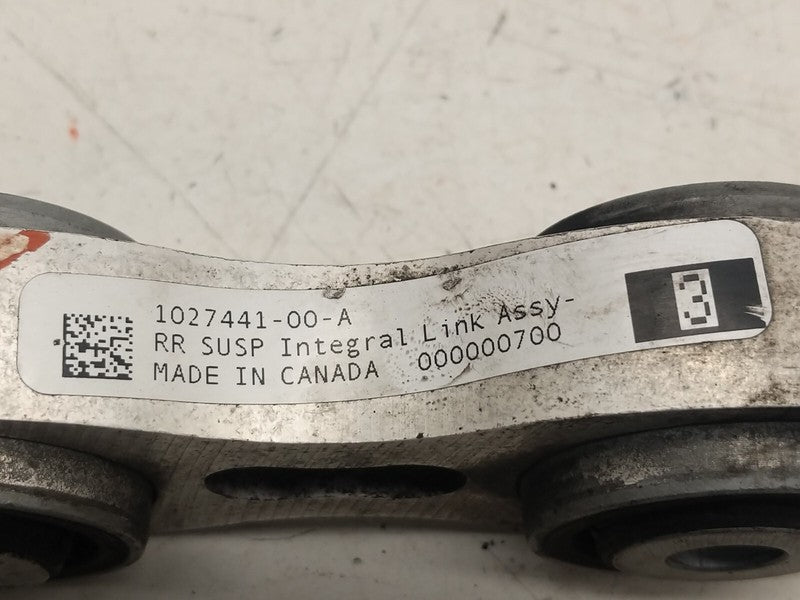 1027441-00-A
RR SUSP Integral Link Assy-
MADE IN CANADA 000000700
3